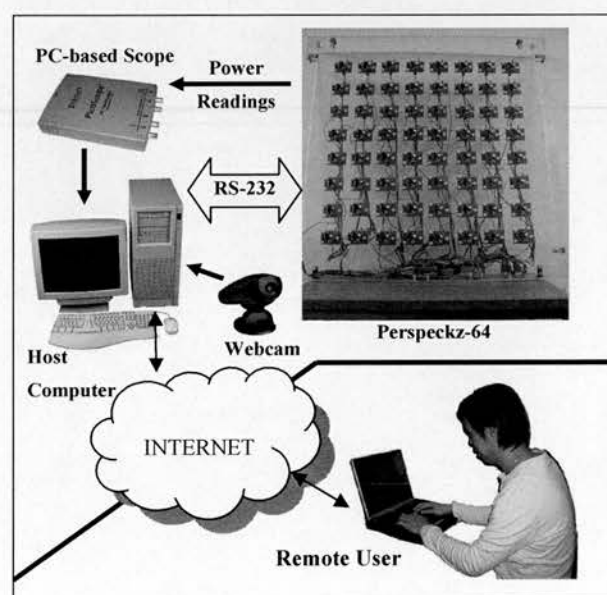 PC-based Scope
Power
Readings
RS-232
Perspeckz-64
Webcam
Host
Computer
INTERNET
Remote User